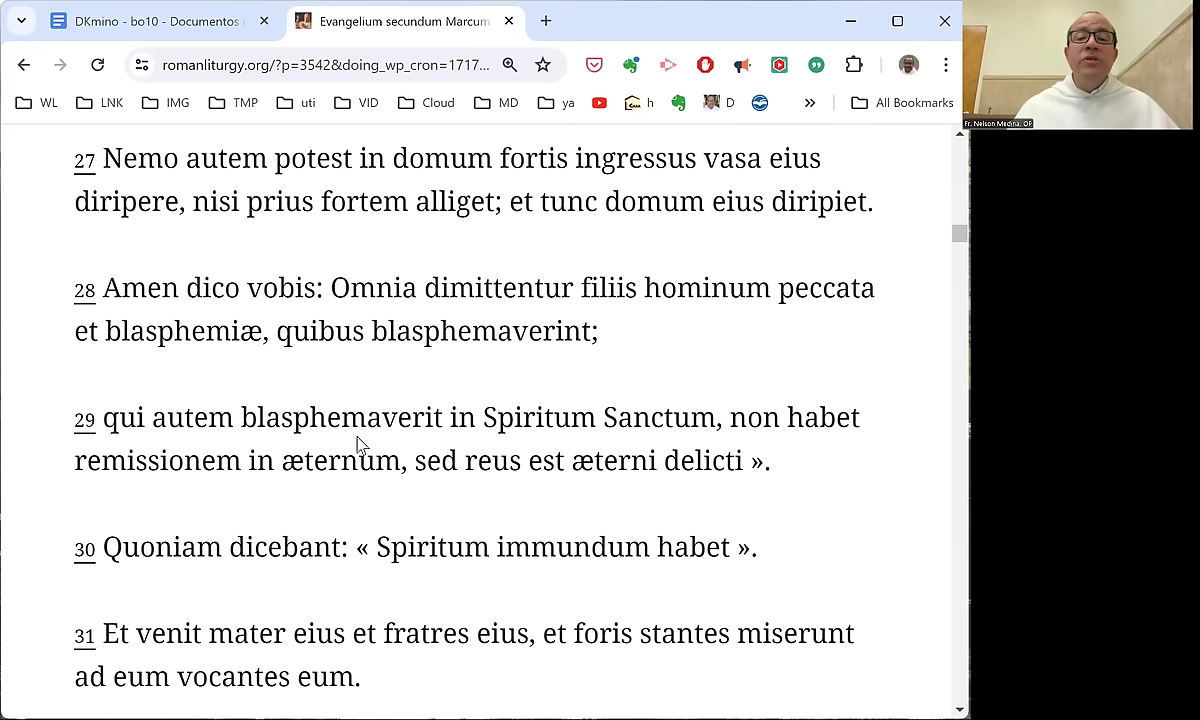 DKmino - bo10 - Documentos
Evangelium secundum Marcum
romanliturgy.org/?p=3542&doing_wp_cron=1717...
WL LNK IMG TMP uti VID Cloud MD ya h D » All Bookmarks
Fr. Nelson Medina, OP
27 Nemo autem potest in domum fortis ingressus vasa eius
diripere, nisi prius fortem alliget; et tunc domum eius diripiet.
28 Amen dico vobis: Omnia dimittentur filiis hominum peccata
et blasphemiæ, quibus blasphemaverint;
29 qui autem blasphemaverit in Spiritum Sanctum, non habet
remissionem in æternum, sed reus est æterni delicti ».
30 Quoniam dicebant: « Spiritum immundum habet ».
31 Et venit mater eius et fratres eius, et foris stantes miserunt
ad eum vocantes eum.